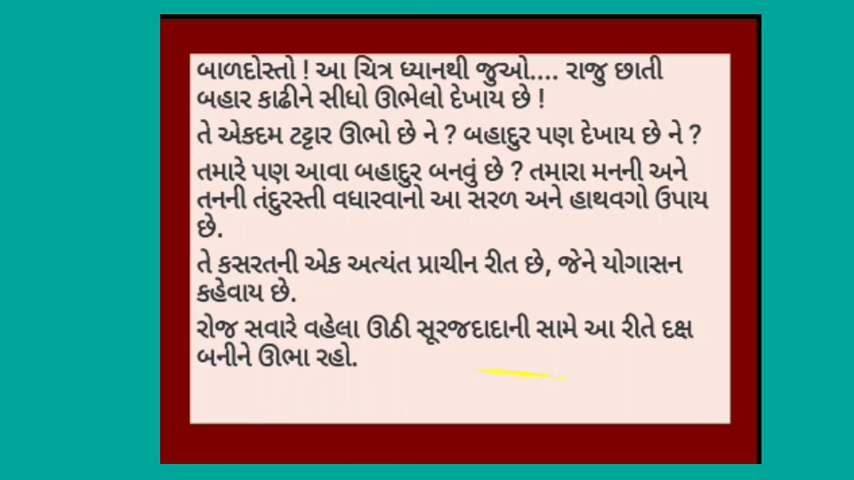 બાળદોસ્તો ! આ ચિત્ર ધ્યાનથી જુઓ.... રાજુ છાતી
બહાર કાઢીને સીધો ઊભેલો દેખાય છે !
તે એકદમ ટટ્ટાર ઊભો છે ને ? બહાદુર પણ દેખાય છે ને ?
તમારે પણ આવા બહાદુર બનવું છે ? તમારા મનની અને
તનની તંદુરસ્તી વધારવાનો આ સરળ અને હાથવગો ઉપાય
છે.
તે કસરતની એક અત્યંત પ્રાચીન રીત છે, જેને યોગાસન
કહેવાય છે.
રોજ સવારે વહેલા ઊઠી સૂરજદાદાની સામે આ રીતે દક્ષ
બનીને ઊભા રહો.